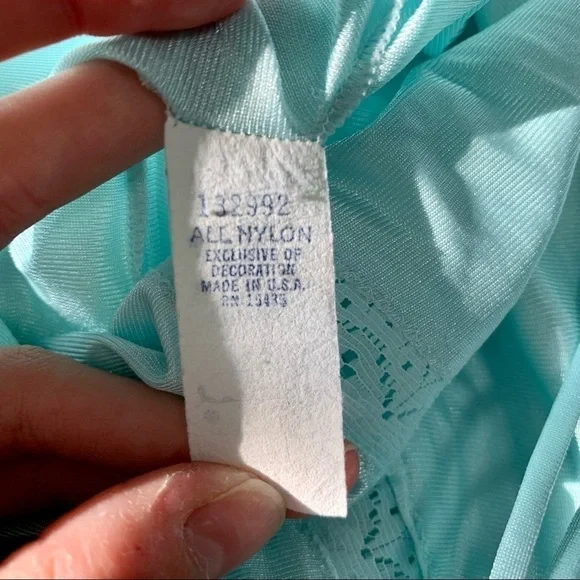 132992
ALL NYLON
EXCLUSIVE OF
DECORATION
MADE IN U.S.A.
RN 15435